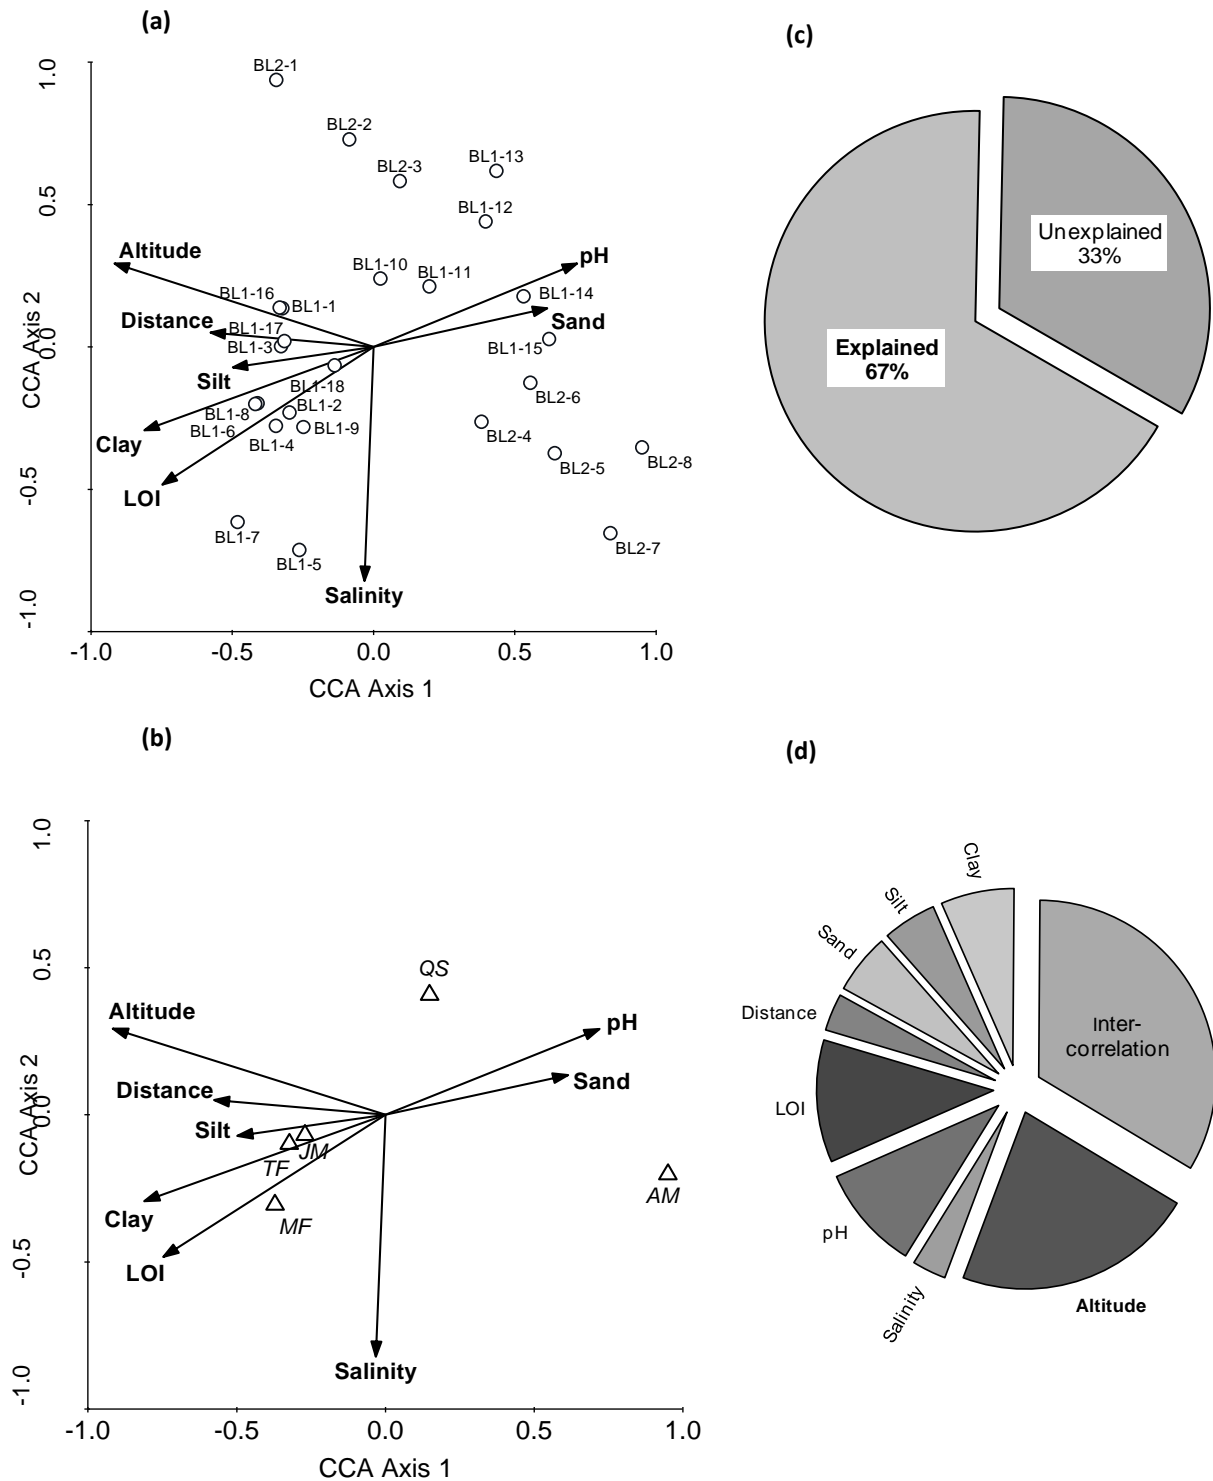 (a)
BL2-1
BL2-2
BL2-3
BL1-13
BL1-12
BL1-10
BL1-11
BL1-14
BL1-15
BL1-16
BL1-1
BL1-17
BL1-3
BL1-18
BL1-8
BL1-6
BL1-2
BL1-4
BL1-9
BL1-7
BL1-5
BL2-6
BL2-4
BL2-5
BL2-8
BL2-7
Altitude
Distance
Silt
Clay
LOI
Salinity
pH
Sand
1.0
0.5
0.0
-0.5
-1.0
CCA Axis 2
-1.0 -0.5 0.0 0.5 1.0
CCA Axis 1
(c)
Unexplained
33%
Explained
67%
(b)
QS
JM
TF
MF
AM
Altitude
Distance
Silt
Clay
LOI
Salinity
pH
Sand
1.0
0.5
0.0
-0.5
-1.0
CCA Axis 2
-1.0 -0.5 0.0 0.5 1.0
CCA Axis 1
(d)
Clay
Silt
Sand
Distance
LOI
pH
Salinity
Altitude
Inter-
correlation